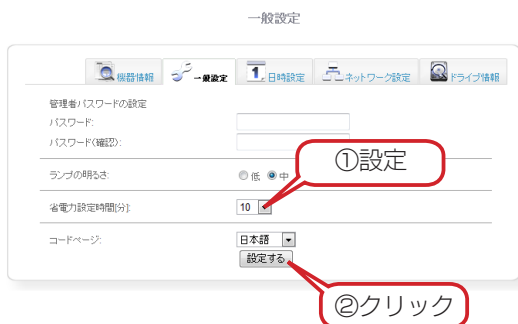 一般設定
機器情報 一般設定 1 日時設定 ネットワーク設定 ドライブ情報
管理者パスワードの設定
パスワード:
パスワード(確認):
①設定
ランプの明るさ: 低 中
省電力設定時間[分]: 10
コードページ: 日本語
設定する
②クリック